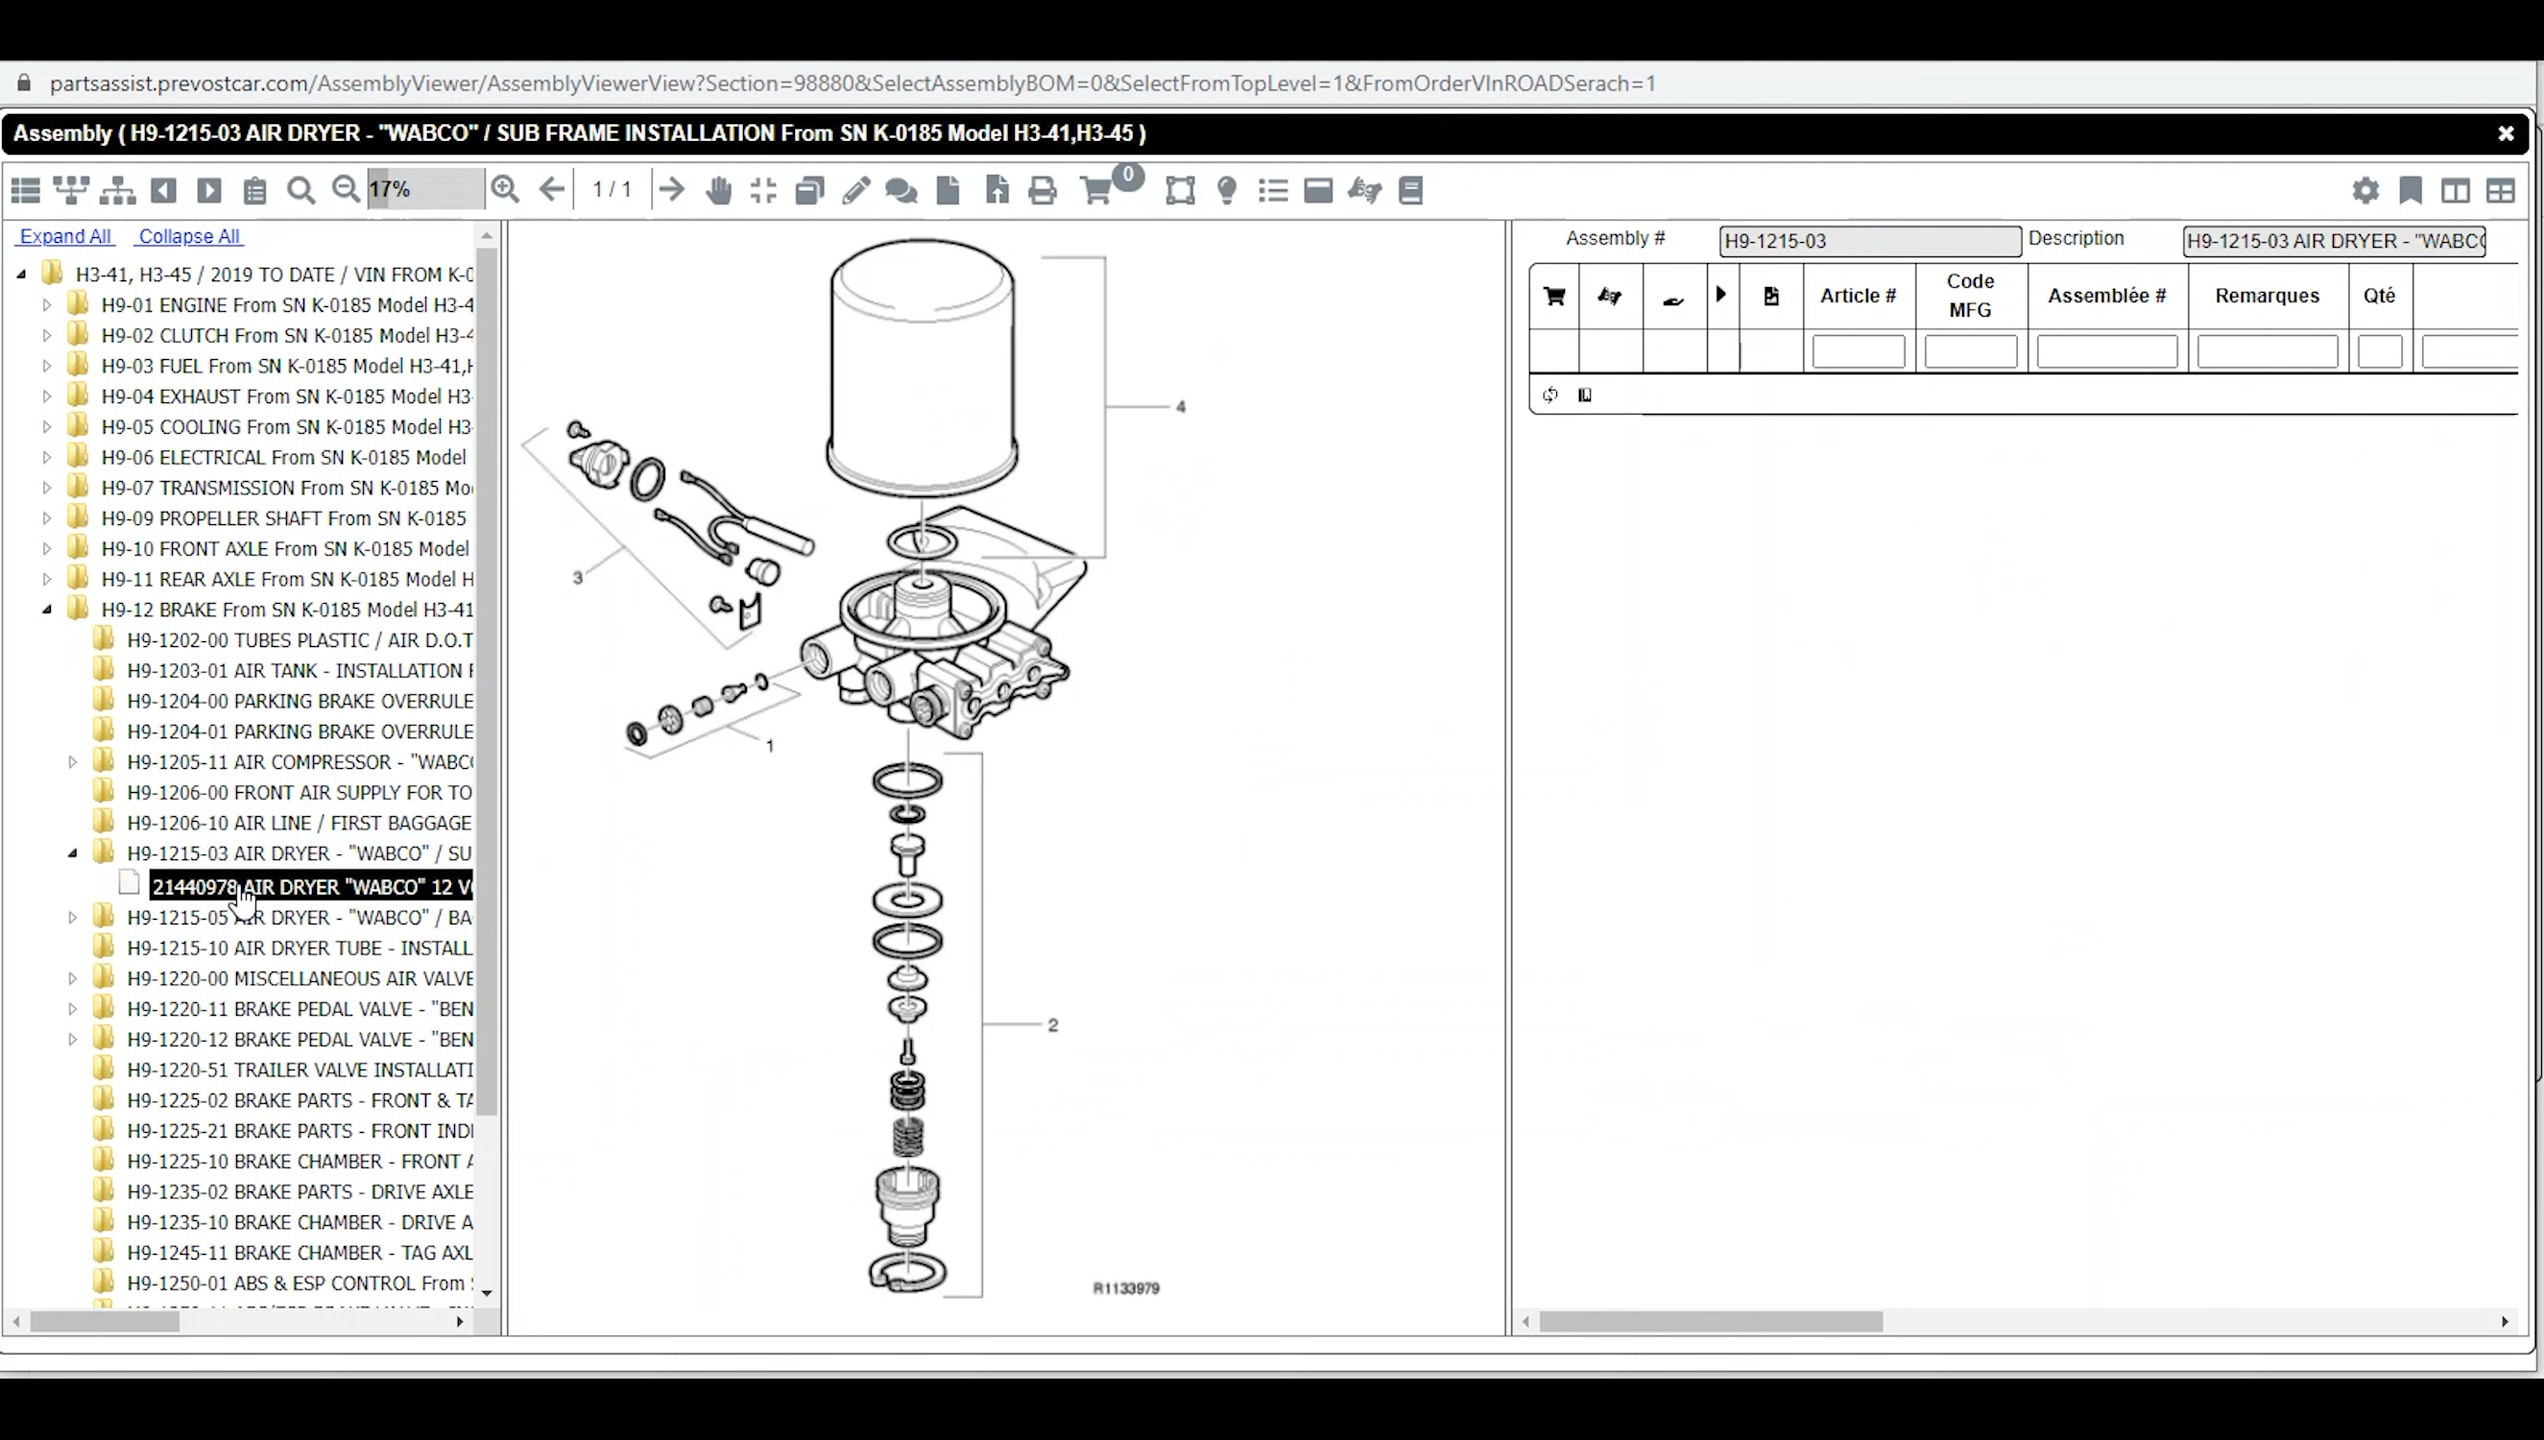 partsassist.prevostcar.com/AssemblyViewer/AssemblyViewerView?Section=98880&SelectAssemblyBOM=0&SelectFromTopLevel=1&FromOrderVInROADSerach=1
Assembly ( H9-1215-03 AIR DRYER - "WABCO" / SUB FRAME INSTALLATION From SN K-0185 Model H3-41,H3-45 )
17%
1 / 1
0
Expand All Collapse All
H3-41, H3-45 / 2019 TO DATE / VIN FROM K-0
H9-01 ENGINE From SN K-0185 Model H3-4
H9-02 CLUTCH From SN K-0185 Model H3-4
H9-03 FUEL From SN K-0185 Model H3-41,H
H9-04 EXHAUST From SN K-0185 Model H3
H9-05 COOLING From SN K-0185 Model H3-
H9-06 ELECTRICAL From SN K-0185 Model
H9-07 TRANSMISSION From SN K-0185 Mo
H9-09 PROPELLER SHAFT From SN K-0185
H9-10 FRONT AXLE From SN K-0185 Model
H9-11 REAR AXLE From SN K-0185 Model H
H9-12 BRAKE From SN K-0185 Model H3-41
H9-1202-00 TUBES PLASTIC / AIR D.O.T
H9-1203-01 AIR TANK - INSTALLATION F
H9-1204-00 PARKING BRAKE OVERRULE
H9-1204-01 PARKING BRAKE OVERRULE
H9-1205-11 AIR COMPRESSOR - "WABC
H9-1206-00 FRONT AIR SUPPLY FOR TO
H9-1206-10 AIR LINE / FIRST BAGGAGE
H9-1215-03 AIR DRYER - "WABCO" / SU
21440978 AIR DRYER "WABCO" 12 V
H9-1215-05 AIR DRYER - "WABCO" / BA
H9-1215-10 AIR DRYER TUBE - INSTALL
H9-1220-00 MISCELLANEOUS AIR VALVE
H9-1220-11 BRAKE PEDAL VALVE - "BEN
H9-1220-12 BRAKE PEDAL VALVE - "BEN
H9-1220-51 TRAILER VALVE INSTALLATI
H9-1225-02 BRAKE PARTS - FRONT & TA
H9-1225-21 BRAKE PARTS - FRONT INDI
H9-1225-10 BRAKE CHAMBER - FRONT A
H9-1235-02 BRAKE PARTS - DRIVE AXLE
H9-1235-10 BRAKE CHAMBER - DRIVE A
H9-1245-11 BRAKE CHAMBER - TAG AXL
H9-1250-01 ABS & ESP CONTROL From
4
3
1
2
R1133979
Assembly # H9-1215-03 Description H9-1215-03 AIR DRYER - "WABC
Article # Code MFG Assemblée # Remarques Qté